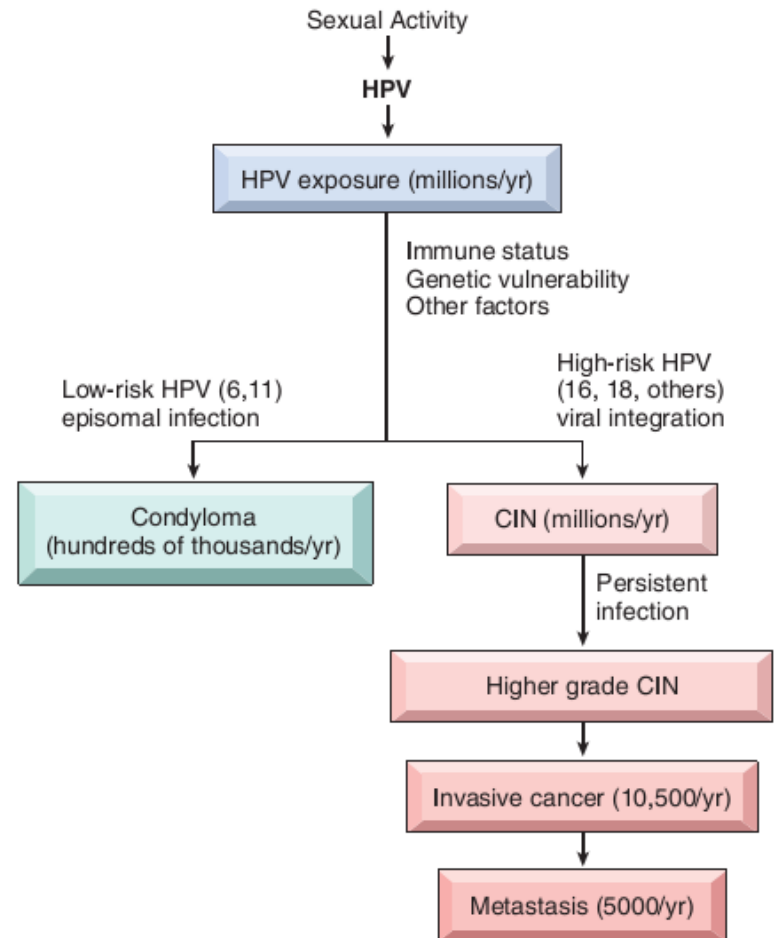 Sexual Activity
HPV
HPV exposure (millions/yr)
Immune status
Genetic vulnerability
Other factors
Low-risk HPV (6,11)
episomal infection
High-risk HPV
(16, 18, others)
viral integration
Condyloma
(hundreds of thousands/yr)
CIN (millions/yr)
Persistent
infection
Higher grade CIN
Invasive cancer (10,500/yr)
Metastasis (5000/yr)